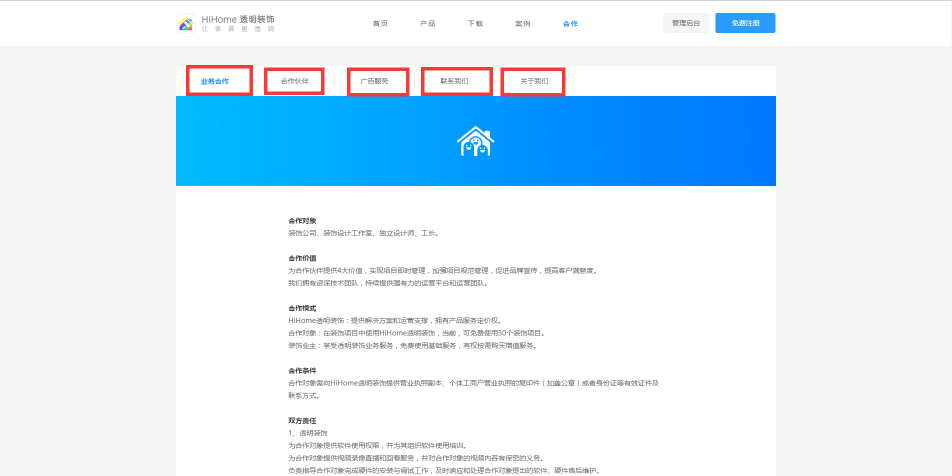 HiHome 透明装饰
让家装更透明
首页 产品 下载 案例 合作 管理后台 免费注册
业务合作 合作伙伴 广告服务 联系我们 关于我们
合作对象
装饰公司、装饰设计工作室、独立设计师、工长。
合作价值
为合作伙伴提供4大价值，实现项目即时管理，加强项目规范管理，促进品牌宣传，提高客户满意度。
我们拥有资深技术团队，持续提供强有力的运营平台和运营团队。
合作模式
HiHome透明装饰：提供解决方案和运营支撑，拥有产品服务定价权。
合作对象：在装饰项目中使用HiHome透明装饰，当前，可免费使用30个装饰项目。
装饰业主：享受透明装饰业务服务，免费使用基础服务，有权按需购买增值服务。
合作条件
合作对象需向HiHome透明装饰提供营业执照副本、个体工商户营业执照的复印件（加盖公章）或者身份证等有效证件及
联系方式。
双方责任
1、透明装饰
为合作对象提供软件使用权限，并为其组织软件使用培训。
为合作对象提供视频录像直播和回看服务，并对合作对象的视频内容有保密的义务。
负责指导合作对象完成硬件的安装与调试工作，及时响应和处理合作对象提出的软件、硬件售后维护。